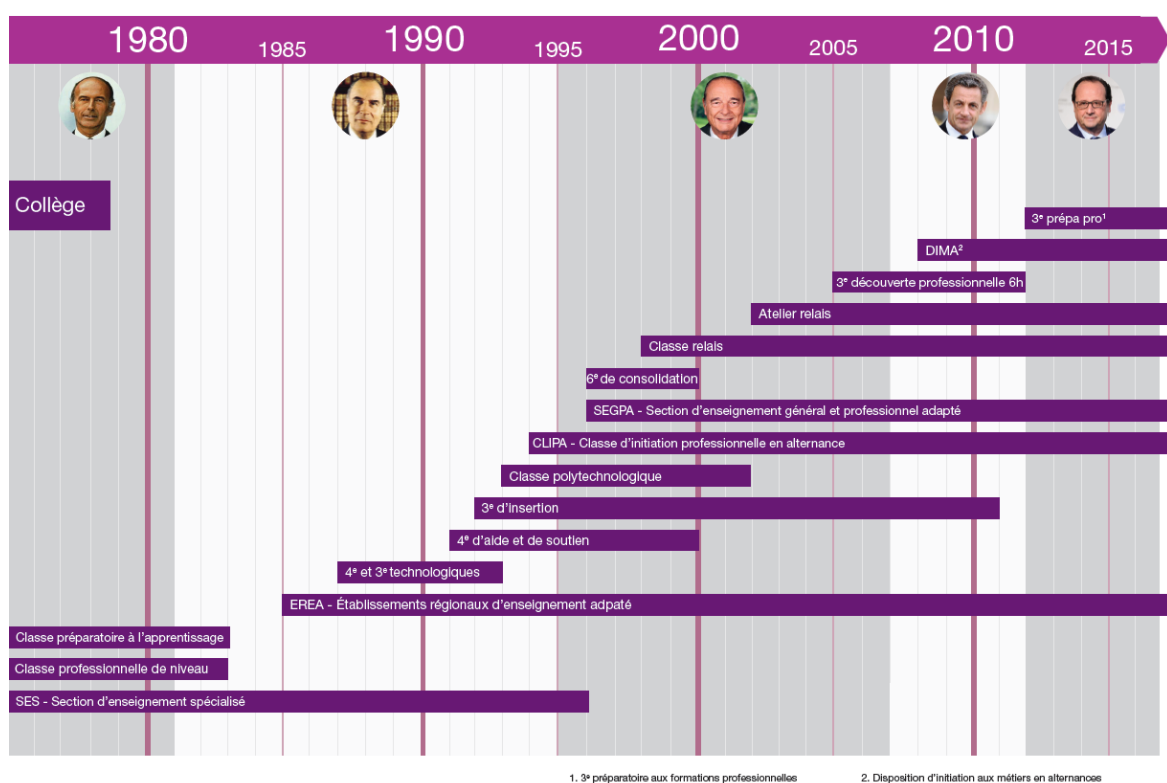 1980
1985
1990
1995
2000
2005
2010
2015
Collège
3e prépa pro¹
DIMA²
3e découverte professionnelle 6h
Atelier relais
Classe relais
6e de consolidation
SEGPA - Section d'enseignement général et professionnel adapté
CLIPA - Classe d'initiation professionnelle en alternance
Classe polytechnologique
3e d'insertion
4e d'aide et de soutien
4e et 3e technologiques
EREA - Établissements régionaux d'enseignement adpaté
Classe préparatoire à l'apprentissage
Classe professionnelle de niveau
SES - Section d'enseignement spécialisé
1. 3e préparatoire aux formations professionnelles
2. Disposition d'initiation aux métiers en alternances